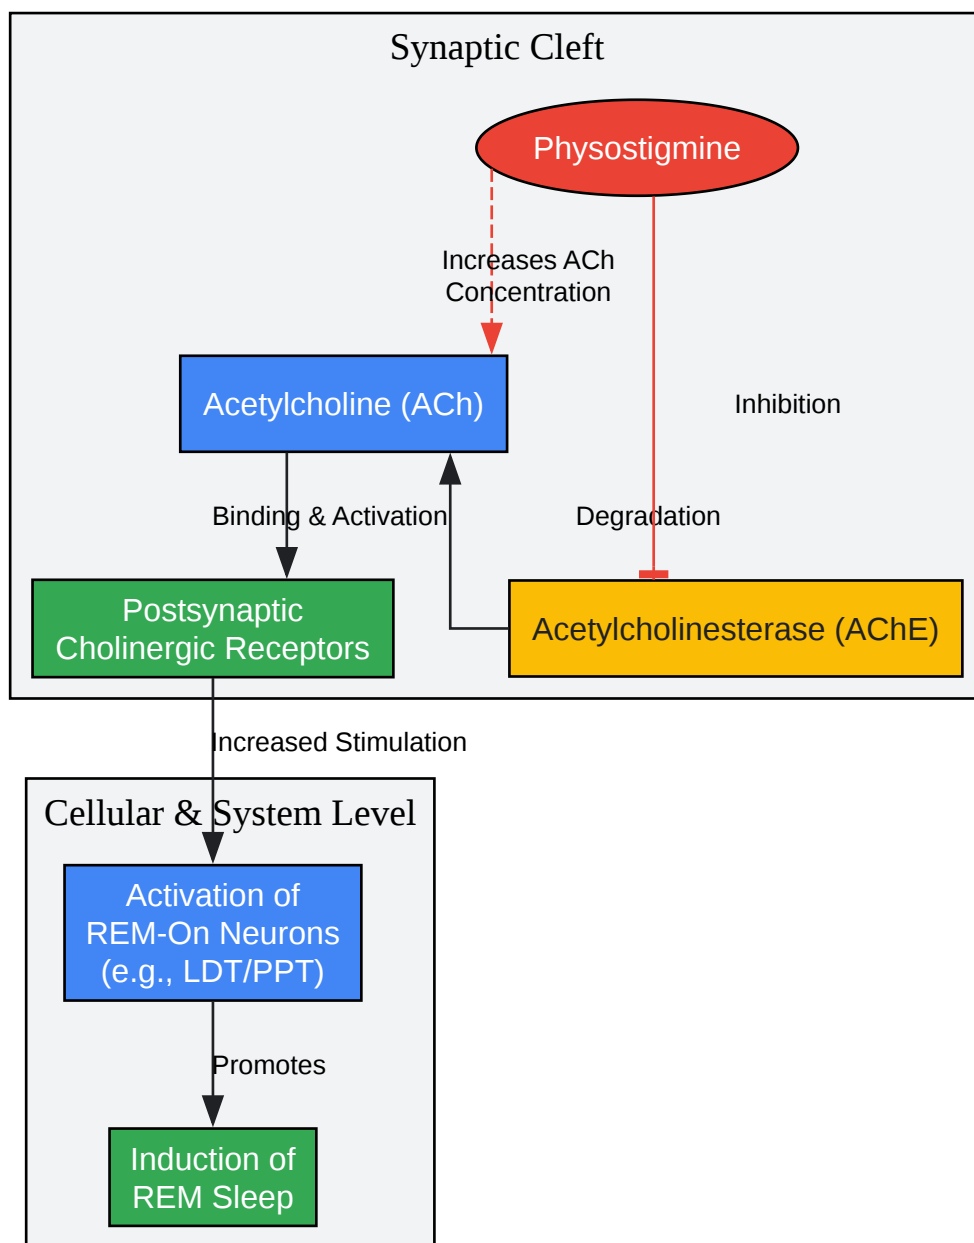 Synaptic Cleft
Physostigmine
Increases ACh
Concentration
Acetylcholine (ACh)
Inhibition
Binding & Activation
Degradation
Postsynaptic
Cholinergic Receptors
Acetylcholinesterase (AChE)
Increased Stimulation
Cellular & System Level
Activation of
REM-On Neurons
(e.g., LDT/PPT)
Promotes
Induction of
REM Sleep